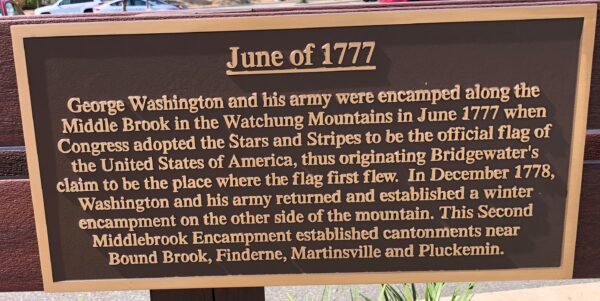 June of 1777
George Washington and his army were encamped along the
Middle Brook in the Watchung Mountains in June 1777 when
Congress adopted the Stars and Stripes to be the official flag of
the United States of America, thus originating Bridgewater's
claim to be the place where the flag first flew. In December 1778,
Washington and his army returned and established a winter
encampment on the other side of the mountain. This Second
Middlebrook Encampment established cantonments near
Bound Brook, Finderne, Martinsville and Pluckemin.